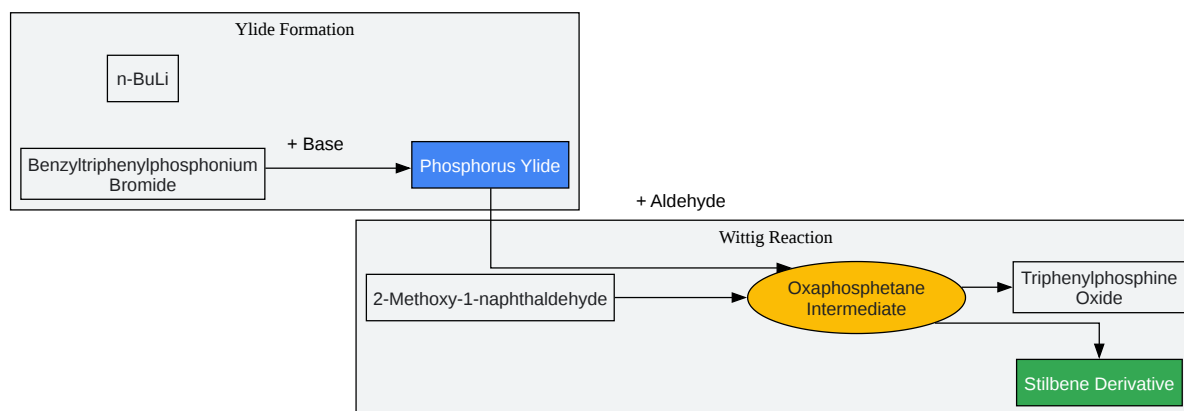 Ylide Formation
n-BuLi
+ Base
Benzyltriphenylphosphonium
Bromide
Phosphorus Ylide
+ Aldehyde
Wittig Reaction
2-Methoxy-1-naphthaldehyde
Oxaphosphetane
Intermediate
Triphenylphosphine
Oxide
Stilbene Derivative